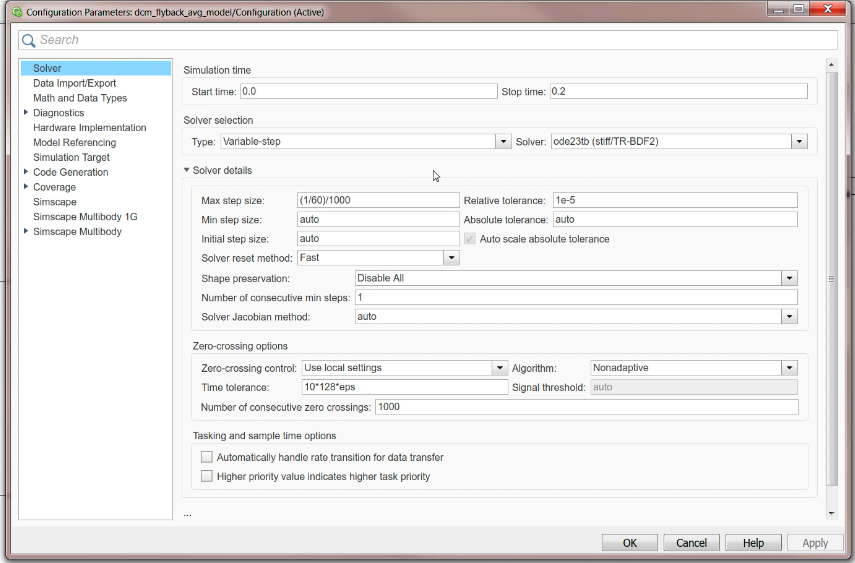 Configuration Parameters: dcm_flyback_avg_model/Configuration (Active)
Search
Solver
Data Import/Export
Math and Data Types
Diagnostics
Hardware Implementation
Model Referencing
Simulation Target
Code Generation
Coverage
Simscape
Simscape Multibody 1G
Simscape Multibody
Simulation time
Start time: 0.0 Stop time: 0.2
Solver selection
Type: Variable-step Solver: ode23tb (stiff/TR-BDF2)
Solver details
Max step size: (1/60)/1000 Relative tolerance: 1e-5
Min step size: auto Absolute tolerance: auto
Initial step size: auto Auto scale absolute tolerance
Solver reset method: Fast
Shape preservation: Disable All
Number of consecutive min steps: 1
Solver Jacobian method: auto
Zero-crossing options
Zero-crossing control: Use local settings Algorithm: Nonadaptive
Time tolerance: 10*128*eps Signal threshold: auto
Number of consecutive zero crossings: 1000
Tasking and sample time options
Automatically handle rate transition for data transfer
Higher priority value indicates higher task priority
...
OK Cancel Help Apply